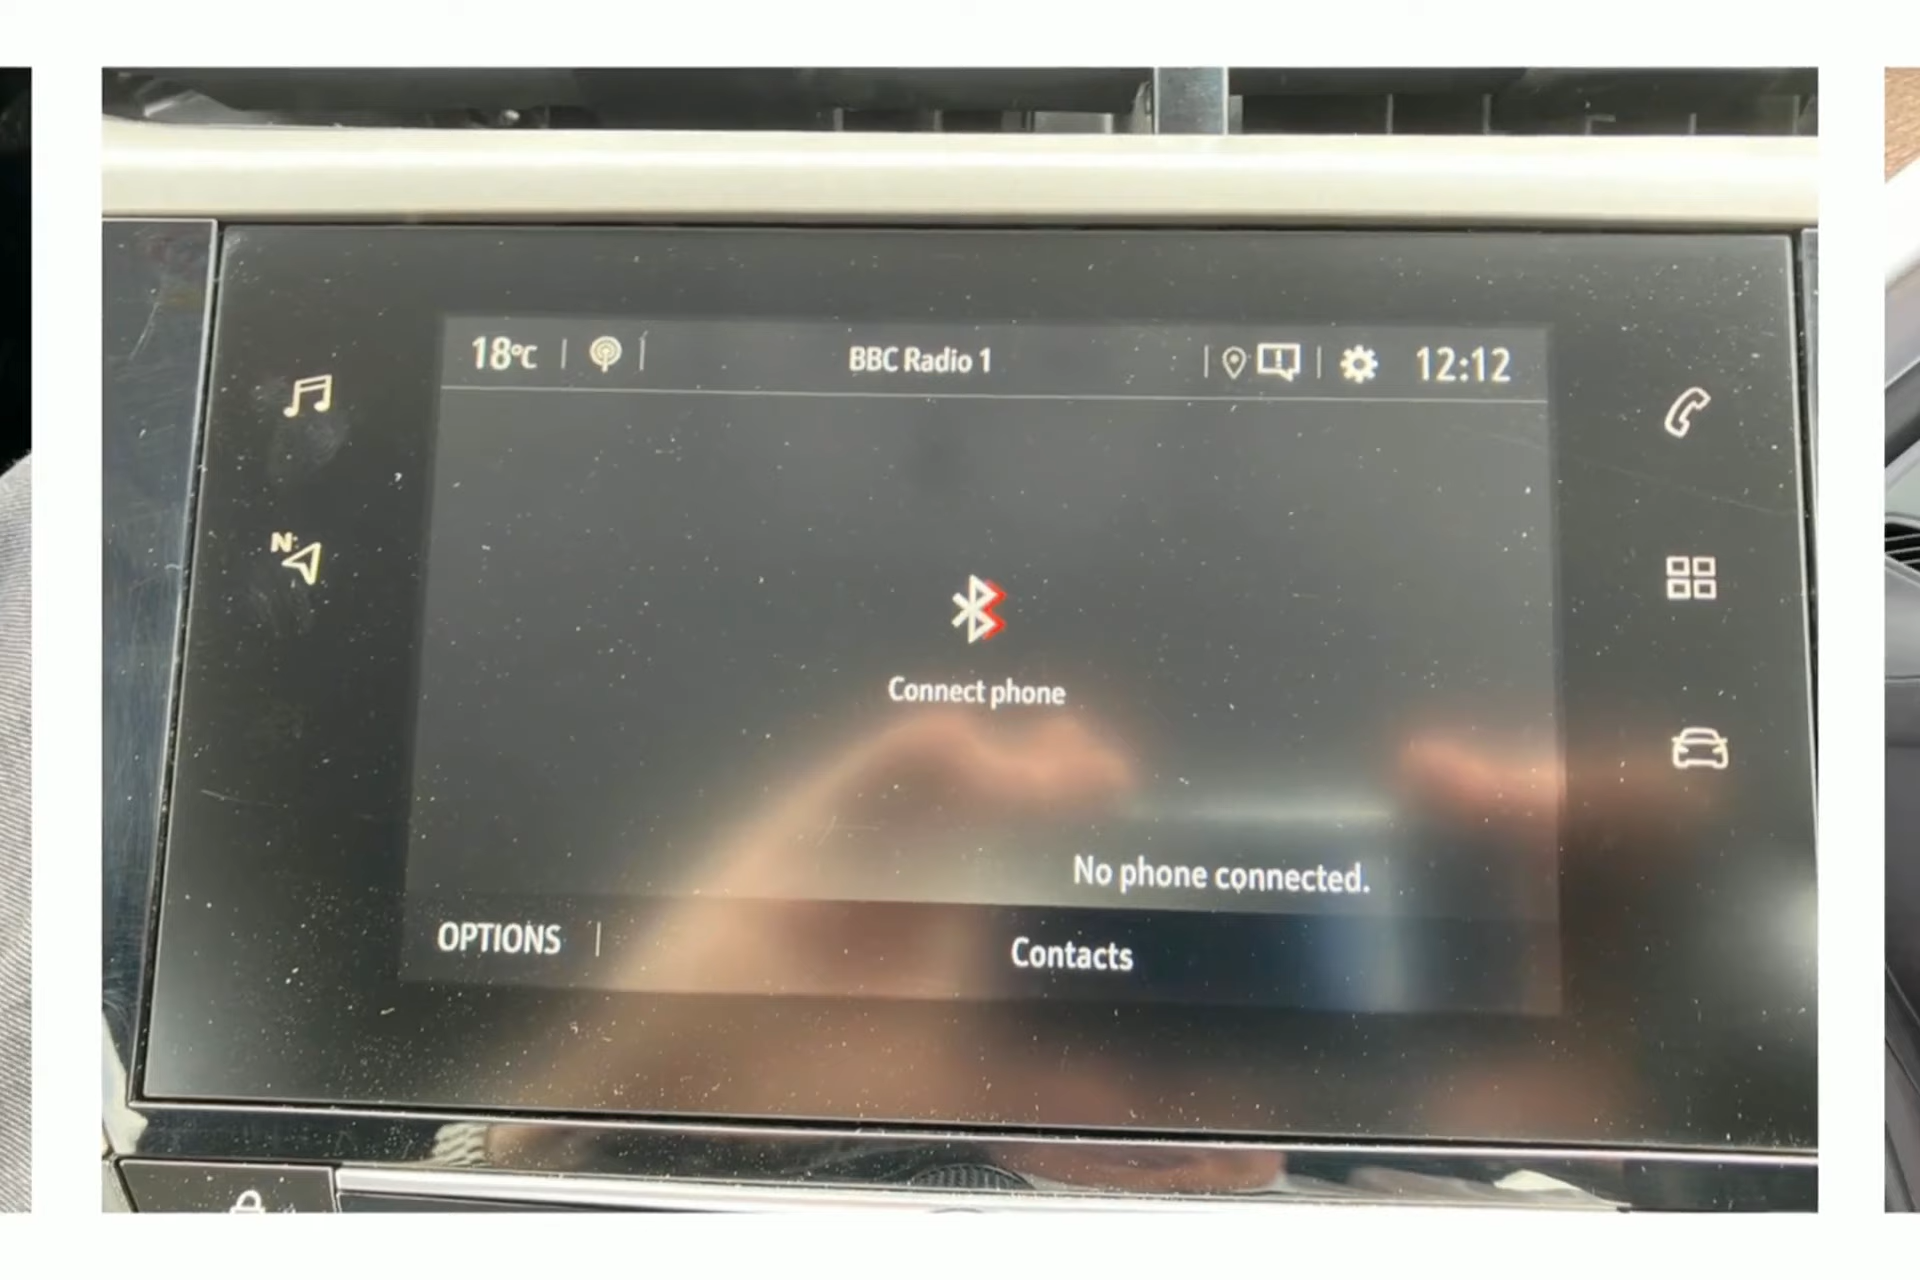 18°C BBC Radio 1 12:12
N
Connect phone
No phone connected.
OPTIONS Contacts